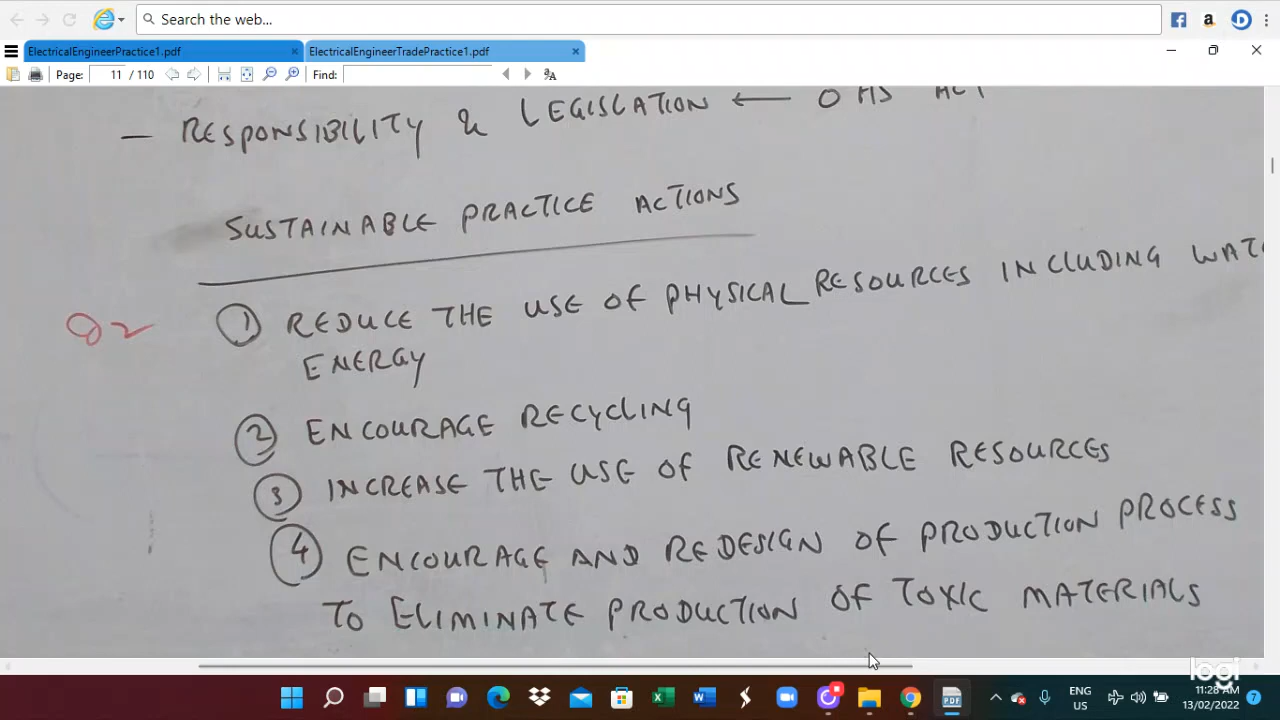 Search the web...
ElectricalEngineerPractice1.pdf
ElectricalEngineerTradePractice1.pdf
Page: 11 / 110 Find:
— RESPONSIBILITY & LEGISLATION ← OHS ACT
SUSTAINABLE PRACTICE ACTIONS
Q2 ① REDUCE THE USE OF PHYSICAL RESOURCES INCLUDING WAT
ENERGY
② ENCOURAGE RECYCLING
③ INCREASE THE USE OF RENEWABLE RESOURCES
④ ENCOURAGE AND REDESIGN OF PRODUCTION PROCESS
TO ELIMINATE PRODUCTION OF TOXIC MATERIALS
logi
ENG
US
11:28 AM
13/02/2022
7